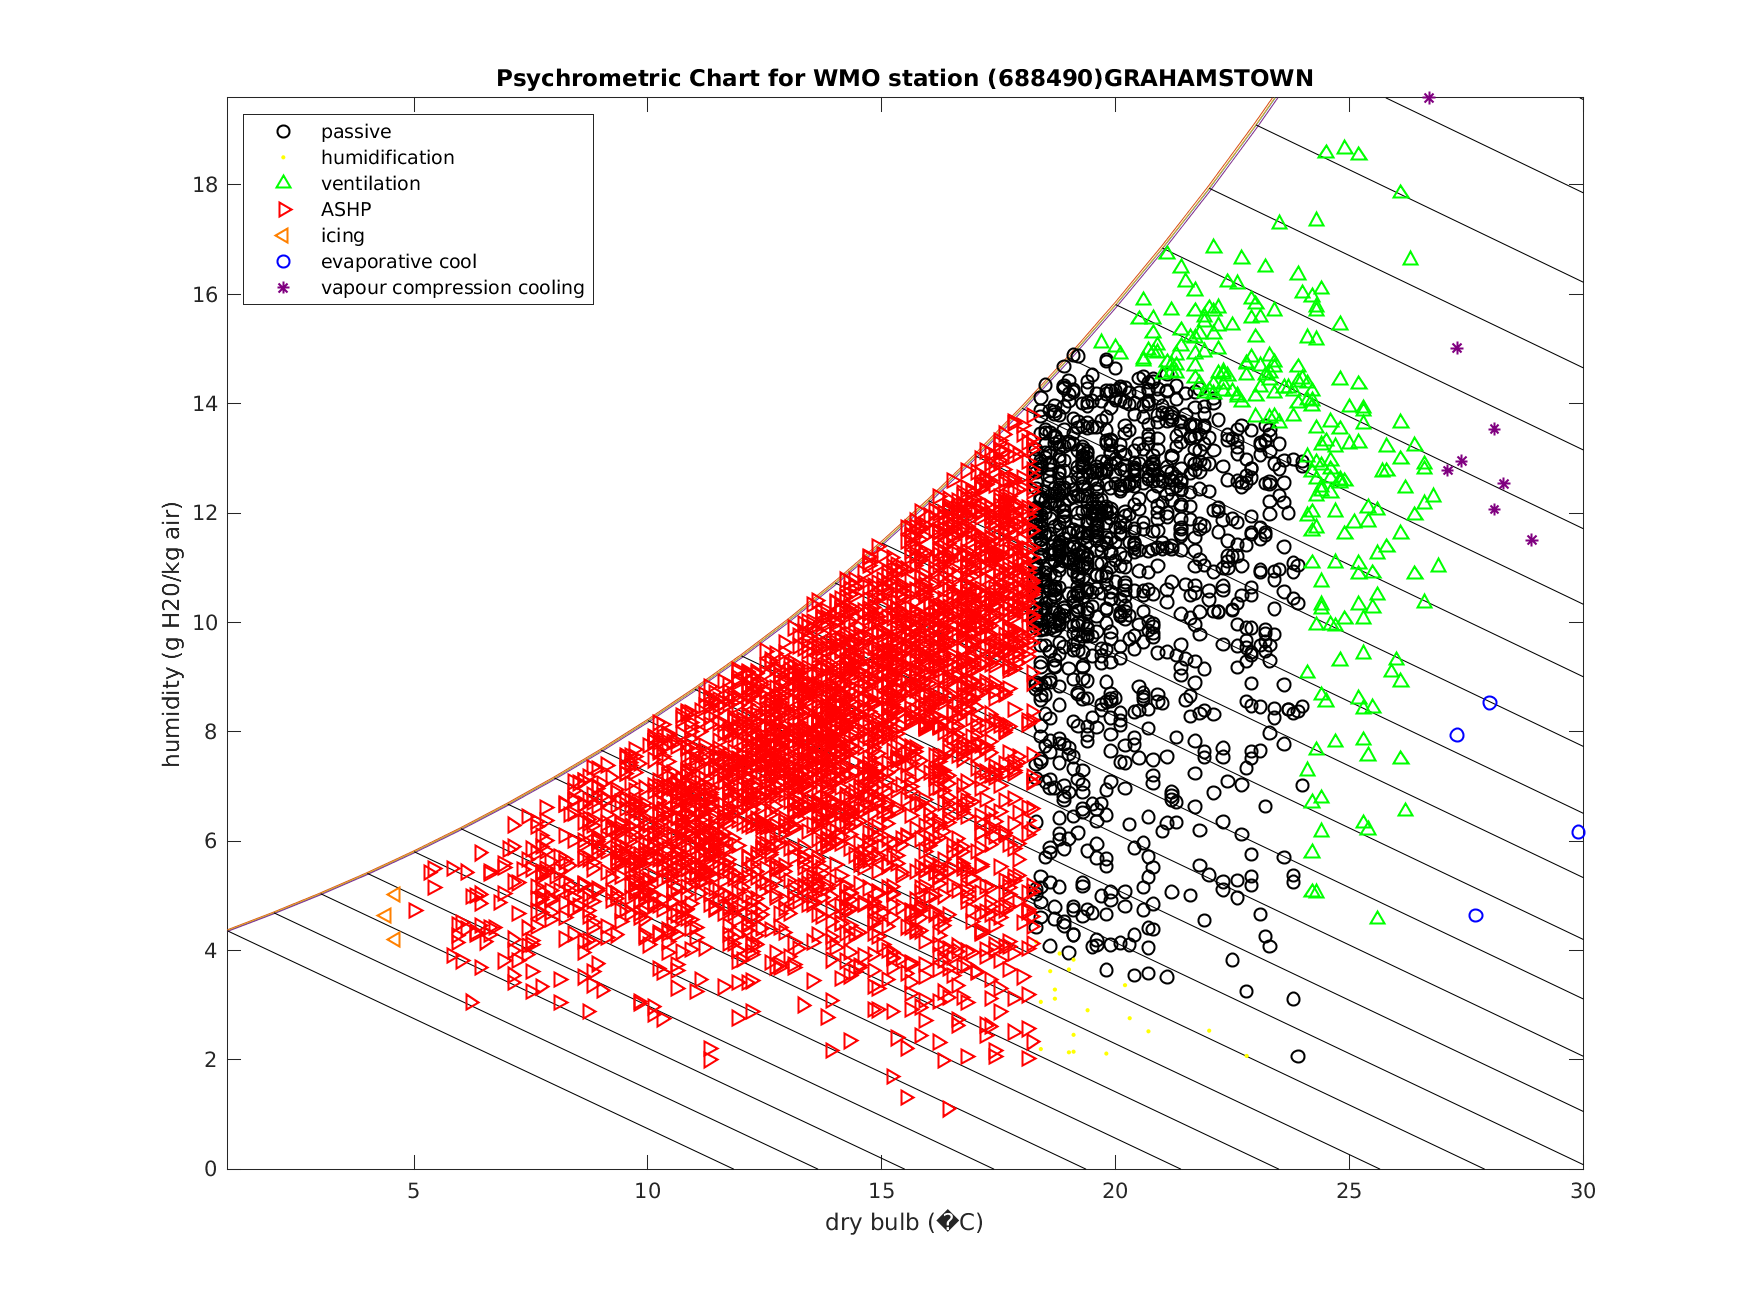 Psychrometric Chart for WMO station (688490)GRAHAMSTOWN
passive
humidification
ventilation
ASHP
icing
evaporative cool
vapour compression cooling
humidity (g H20/kg air)
18
16
14
12
10
8
6
4
2
0
5 10 15 20 25 30
dry bulb (�C)